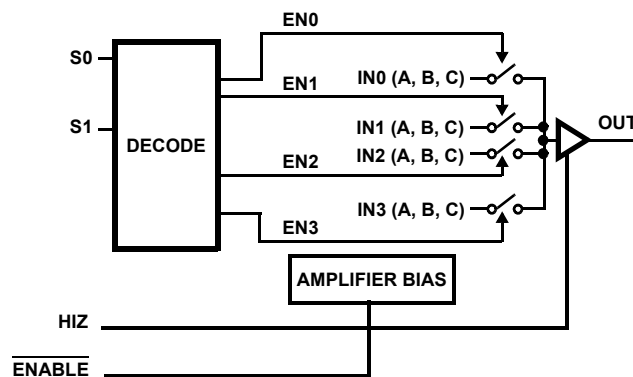 EN0
S0
IN0 (A, B, C)
EN1
S1
IN1 (A, B, C)
OUT
DECODE
IN2 (A, B, C)
EN2
IN3 (A, B, C)
EN3
AMPLIFIER BIAS
HIZ
ENABLE